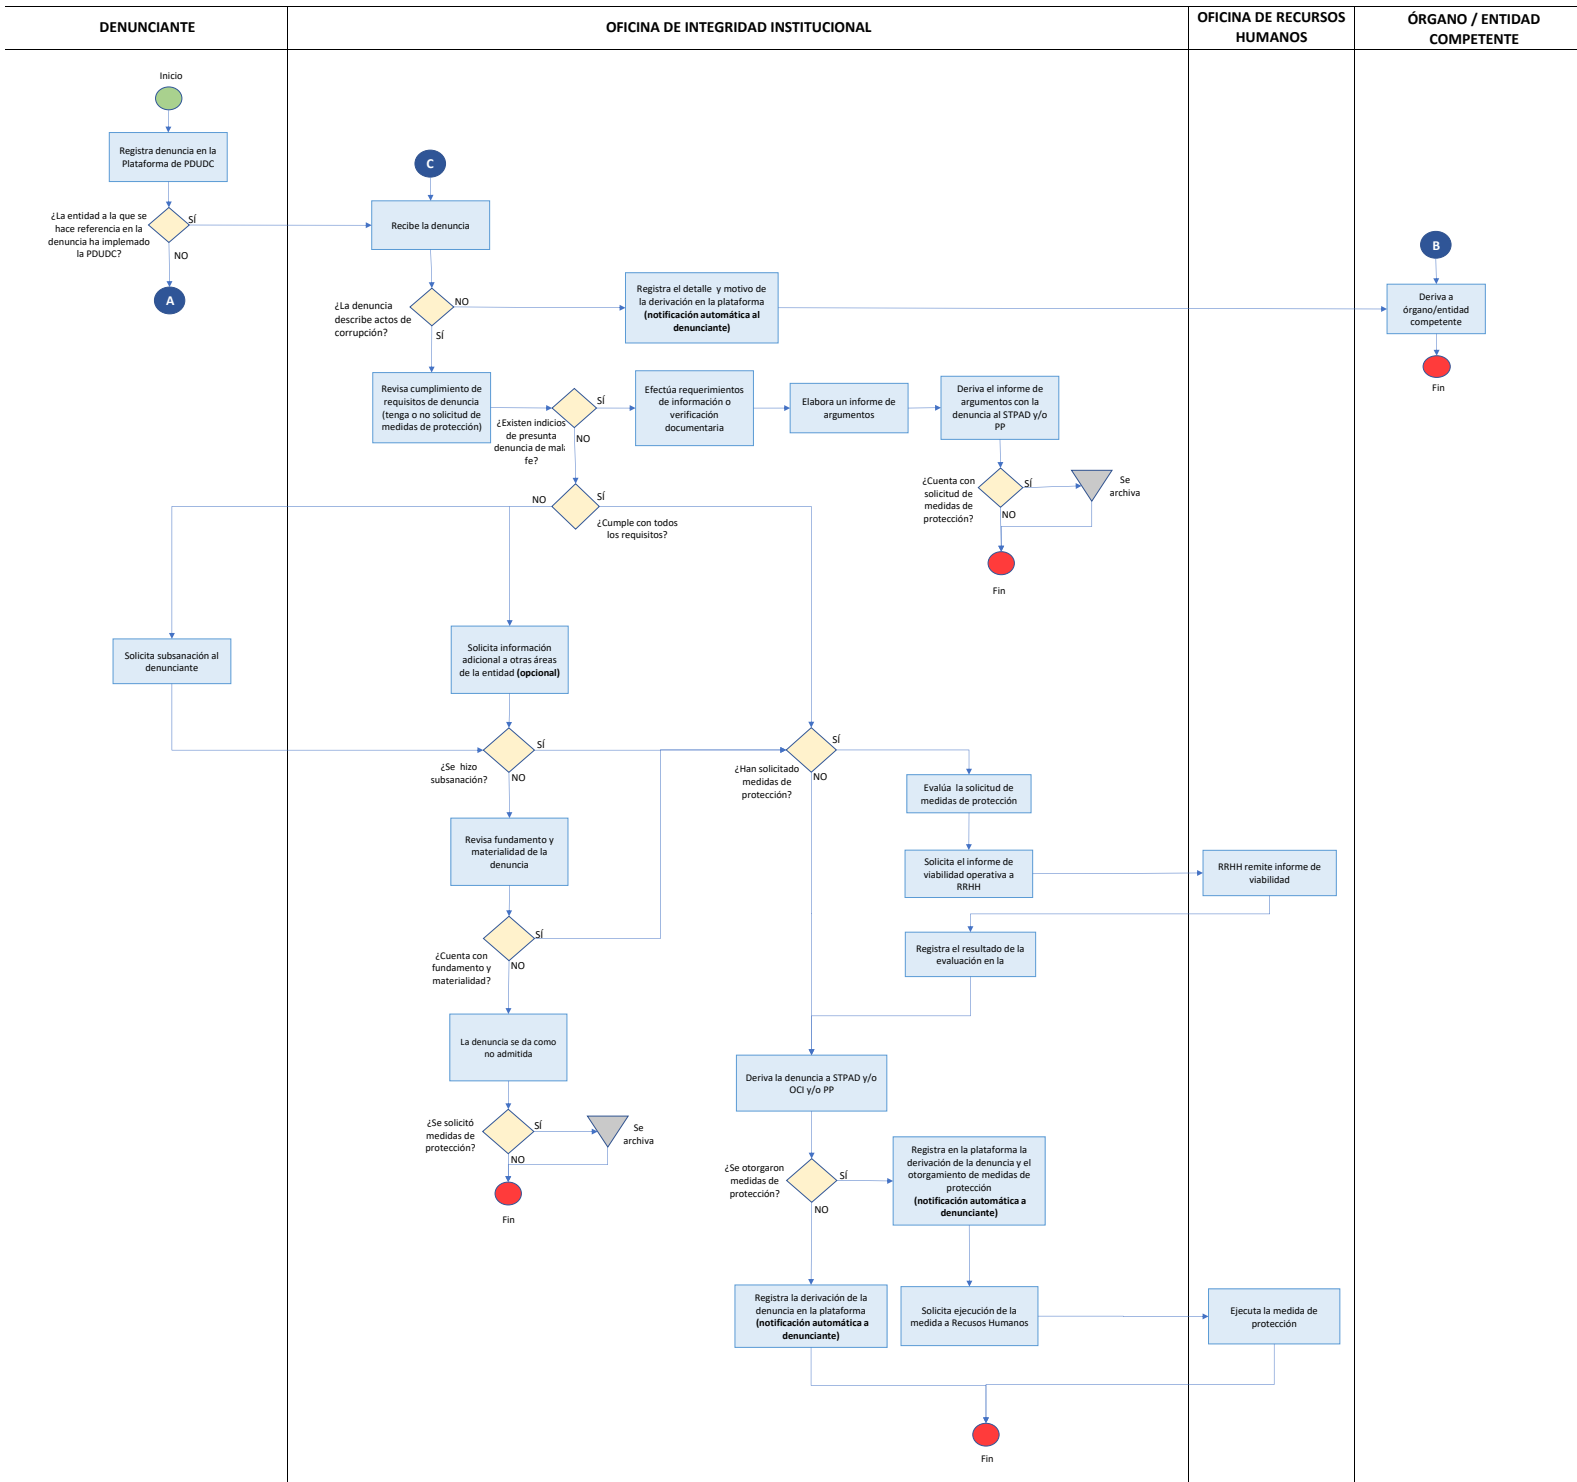 DENUNCIANTE
OFICINA DE INTEGRIDAD INSTITUCIONAL
OFICINA DE RECURSOS
HUMANOS
ÓRGANO / ENTIDAD
COMPETENTE
Inicio
Registra denuncia en la
Plataforma de PDUDC
¿La entidad a la que se
hace referencia en la
denuncia ha implemado
la PDUDC?
SÍ
NO
A
C
Recibe la denuncia
¿La denuncia
describe actos de
corrupción?
NO
SÍ
Registra el detalle y motivo de
la derivación en la plataforma
(notificación automática al
denunciante)
B
Deriva a
órgano/entidad
competente
Fin
Revisa cumplimiento de
requisitos de denuncia
(tenga o no solicitud de
medidas de protección)
¿Existen indicios
de presunta
denuncia de mala
fe?
SÍ
NO
Efectúa requerimientos
de información o
verificación
documentaria
Elabora un informe de
argumentos
Deriva el informe de
argumentos con la
denuncia al STPAD y/o
PP
¿Cuenta con
solicitud de
medidas de
protección?
SÍ
NO
Se
archiva
Fin
NO
SÍ
¿Cumple con todos
los requisitos?
Solicita subsanación al
denunciante
Solicita información
adicional a otras áreas
de la entidad (opcional)
¿Se hizo
subsanación?
SÍ
NO
¿Han solicitado
medidas de
protección?
SÍ
NO
Evalúa la solicitud de
medidas de protección
Revisa fundamento y
materialidad de la
denuncia
Solicita el informe de
viabilidad operativa a
RRHH
RRHH remite informe de
viabilidad
¿Cuenta con
fundamento y
materialidad?
SÍ
NO
Registra el resultado de la
evaluación en la
La denuncia se da como
no admitida
Deriva la denuncia a STPAD y/o
OCI y/o PP
¿Se solicitó
medidas de
protección?
SÍ
NO
Se
archiva
Fin
¿Se otorgaron
medidas de
protección?
SÍ
NO
Registra en la plataforma la
derivación de la denuncia y el
otorgamiento de medidas de
protección
(notificación automática a
denunciante)
Registra la derivación de la
denuncia en la plataforma
(notificación automática a
denunciante)
Solicita ejecución de la
medida a Recusos Humanos
Ejecuta la medida de
protección
Fin